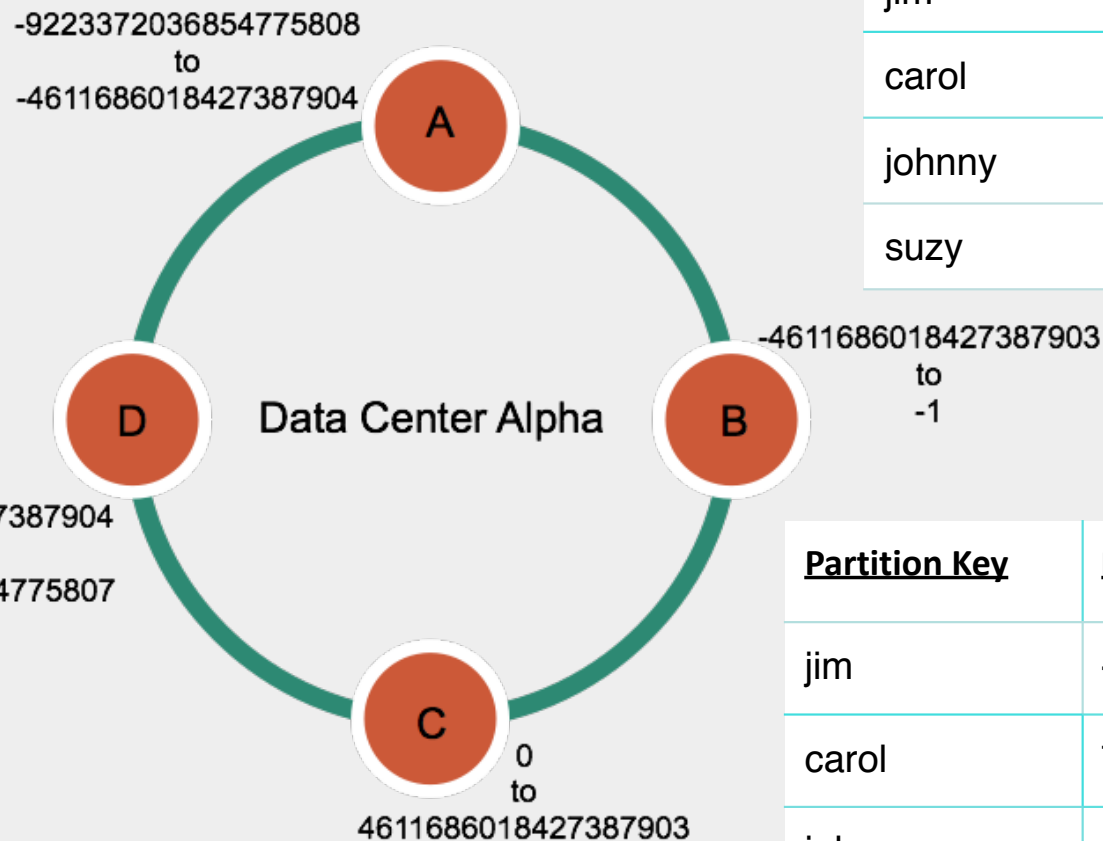 -9223372036854775808
to
-4611686018427387904
A
carol
johnny
suzy
-4611686018427387903
to
-1
D
Data Center Alpha
B
7387904
4775807
Partition Key
jim
carol
C
0
to
4611686018427387903